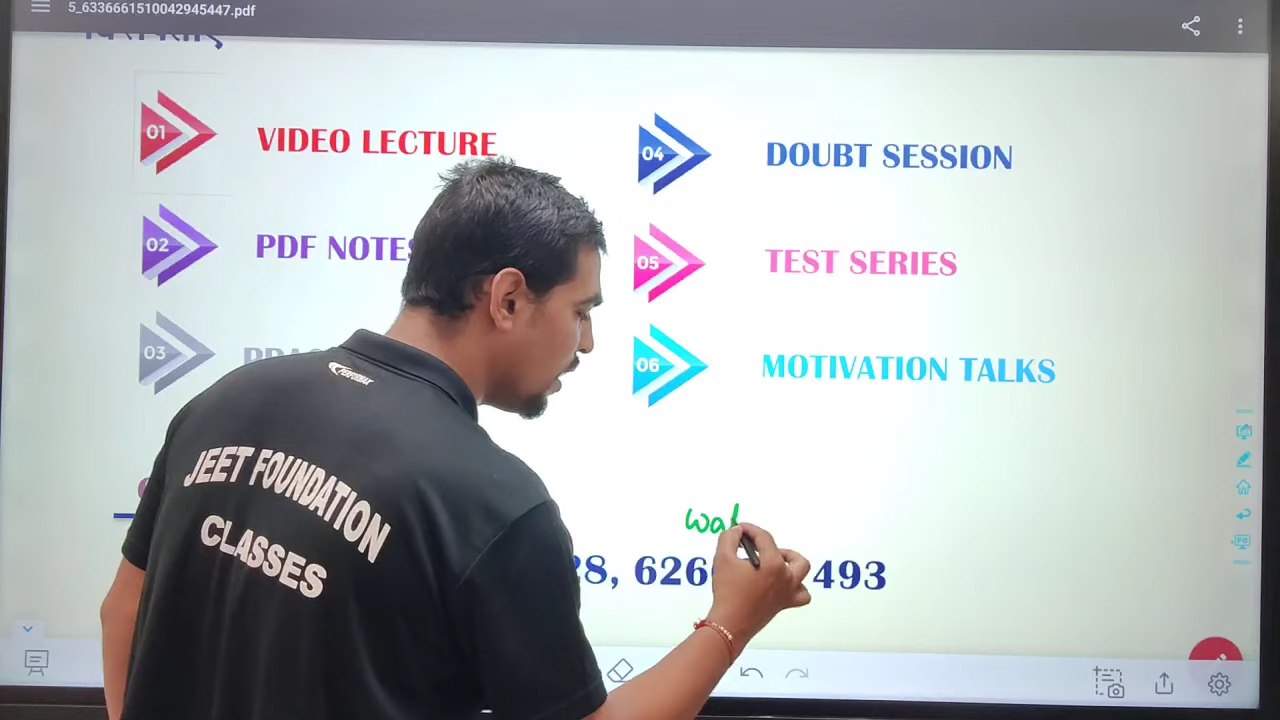 5_6336661510042945447.pdf
01 VIDEO LECTURE
02 PDF NOTES
03
04 DOUBT SESSION
05 TEST SERIES
06 MOTIVATION TALKS
PERFORMAX
JEET FOUNDATION
CLASSES
28, 626 493